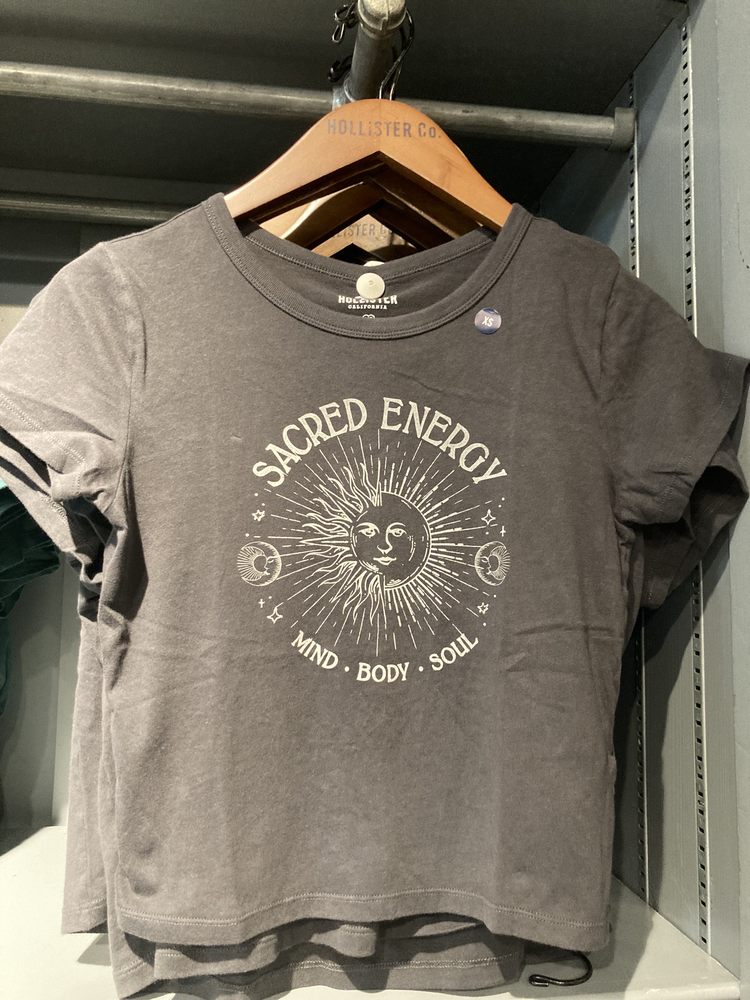 HOLLISTER Co.
HOLLISTER
CALIFORNIA
XS
SACRED ENERGY
MIND • BODY • SOUL